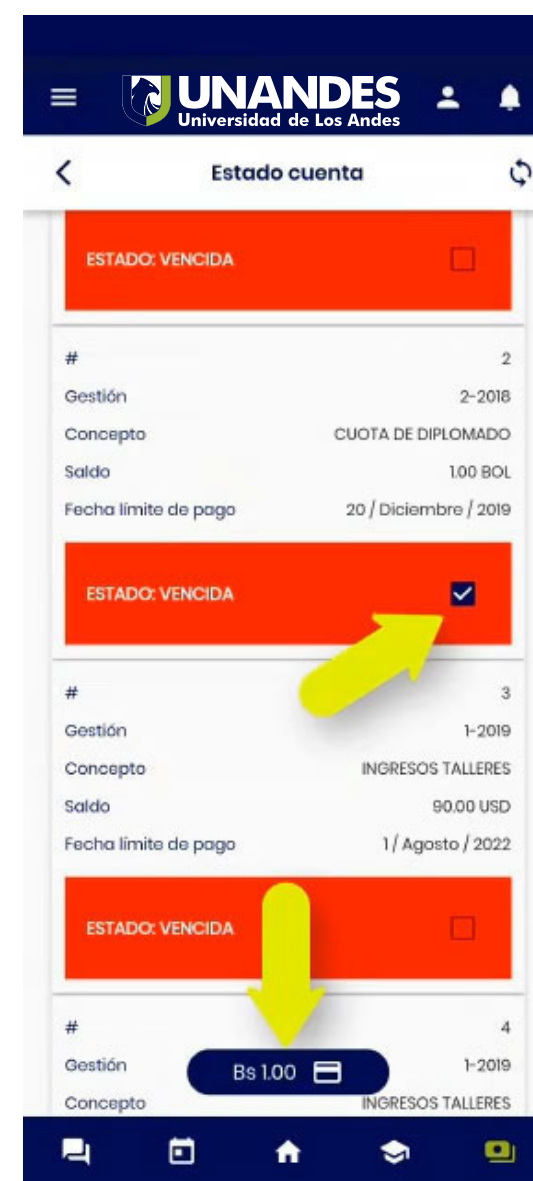 UNANDES
Universidad de Los Andes
Estado cuenta
ESTADO: VENCIDA
# 2
Gestión 2-2018
Concepto CUOTA DE DIPLOMADO
Saldo 1.00 BOL
Fecha límite de pago 20 / Diciembre / 2019
ESTADO: VENCIDA
# 3
Gestión 1-2019
Concepto INGRESOS TALLERES
Saldo 90.00 USD
Fecha límite de pago 1 / Agosto / 2022
ESTADO: VENCIDA
# 4
Gestión Bs 1.00 1-2019
Concepto INGRESOS TALLERES